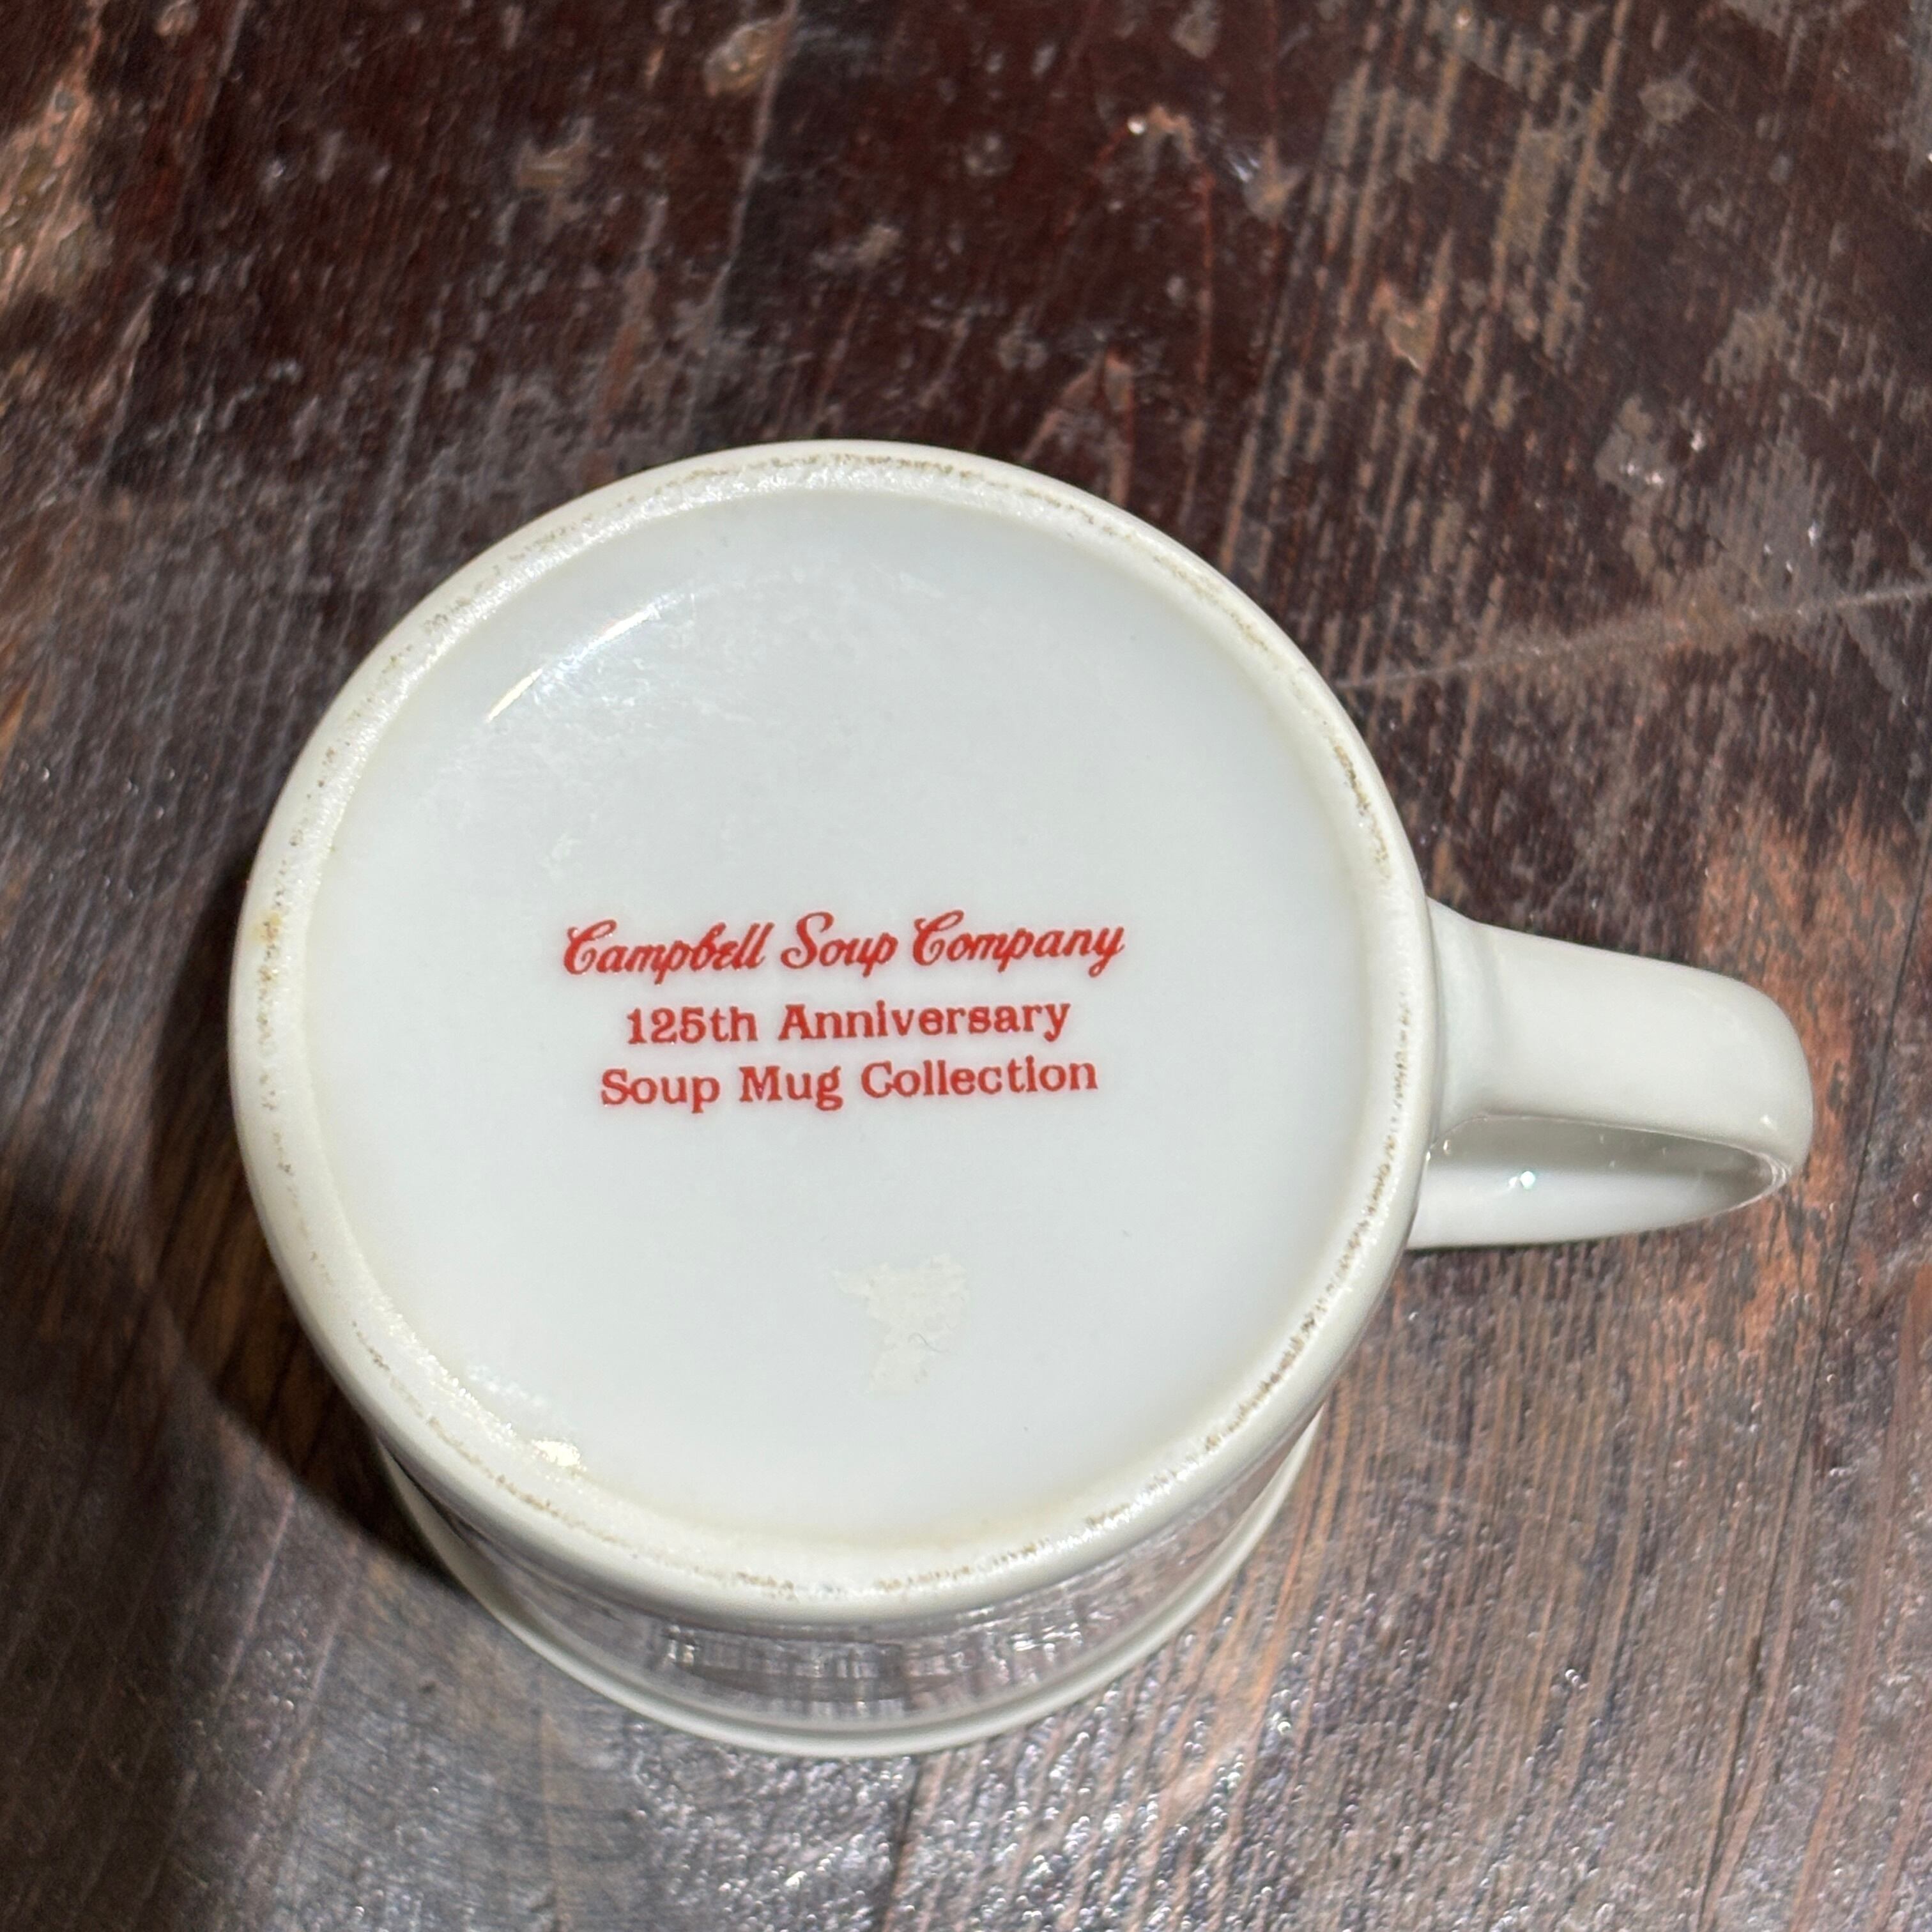 Campbell Soup Company
125th Anniversary
Soup Mug Collection